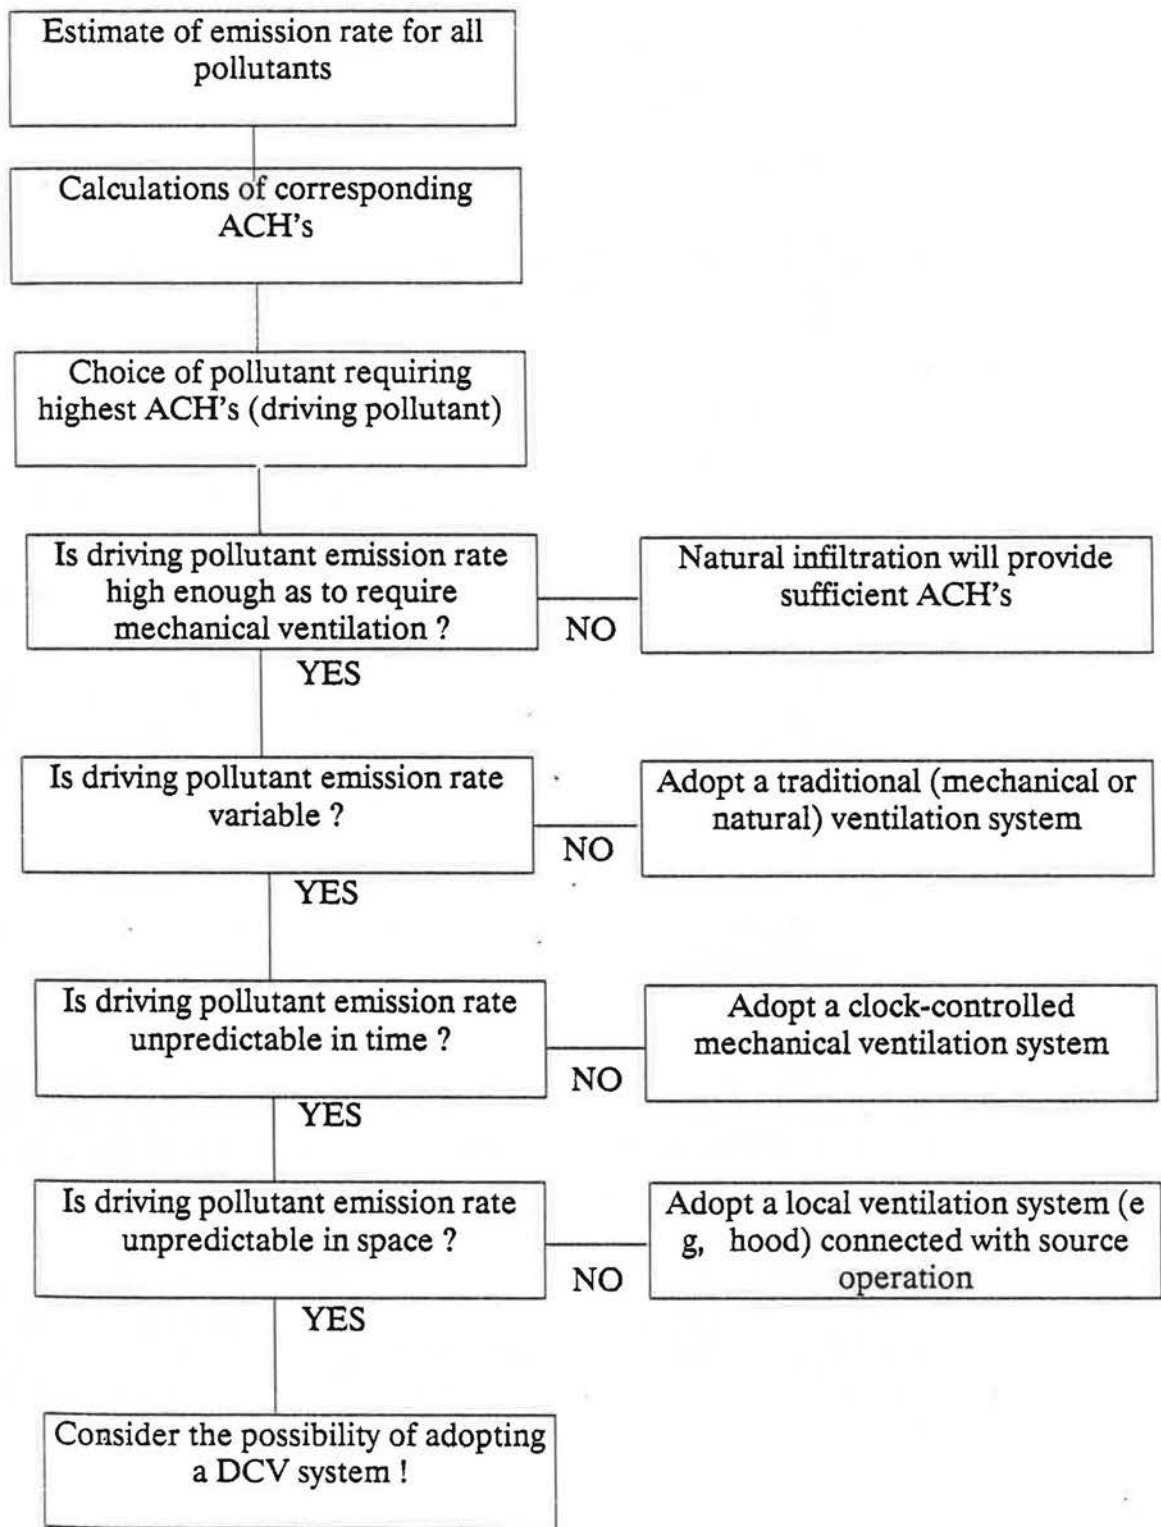 Estimate of emission rate for all
pollutants
Calculations of corresponding
ACH's
Choice of pollutant requiring
highest ACH's (driving pollutant)
Is driving pollutant emission rate
high enough as to require
mechanical ventilation ?
NO
Natural infiltration will provide
sufficient ACH's
YES
Is driving pollutant emission rate
variable ?
NO
Adopt a traditional (mechanical or
natural) ventilation system
YES
Is driving pollutant emission rate
unpredictable in time ?
NO
Adopt a clock-controlled
mechanical ventilation system
YES
Is driving pollutant emission rate
unpredictable in space ?
NO
Adopt a local ventilation system (e
g, hood) connected with source
operation
YES
Consider the possibility of adopting
a DCV system !